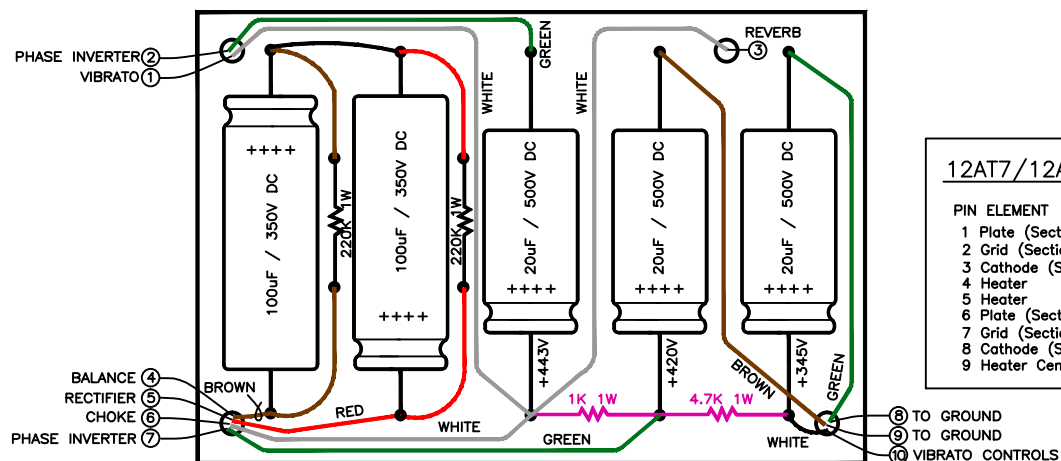 PHASE INVERTER 2
VIBRATO 1
GREEN
WHITE
WHITE
REVERB
3
++++
100uF / 350V DC
220K 1W
100uF / 350V DC
++++
220K 1W
20uF / 500V DC
++++
20uF / 500V DC
++++
20uF / 500V DC
++++
+443V
+420V
+345V
BALANCE 4
RECTIFIER 5
CHOKE 6
PHASE INVERTER 7
BROWN
RED
WHITE
GREEN
1K 1W
4.7K 1W
BROWN
GREEN
WHITE
8 TO GROUND
9 TO GROUND
10 VIBRATO CONTROLS
12AT7/12A
PIN ELEMENT
1 Plate (Sect
2 Grid (Sectio
3 Cathode (S
4 Heater
5 Heater
6 Plate (Sect
7 Grid (Sectio
8 Cathode (S
9 Heater Cen